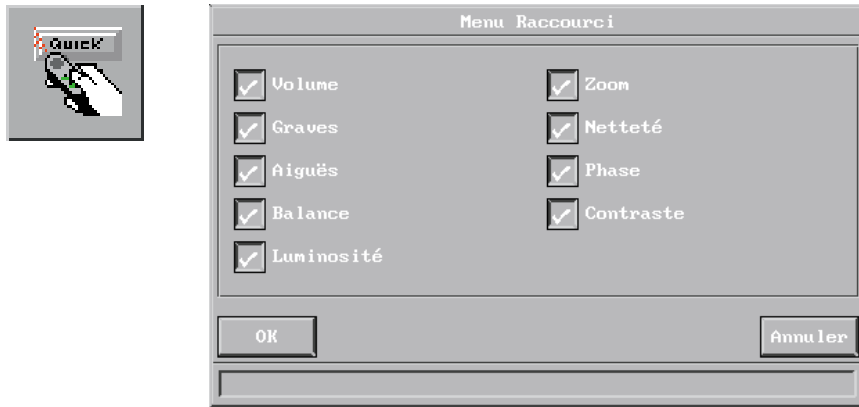 Quick
Menu Raccourci
Volume
Graves
Aiguës
Balance
Luminosité
Zoom
Netteté
Phase
Contraste
OK
Annuler